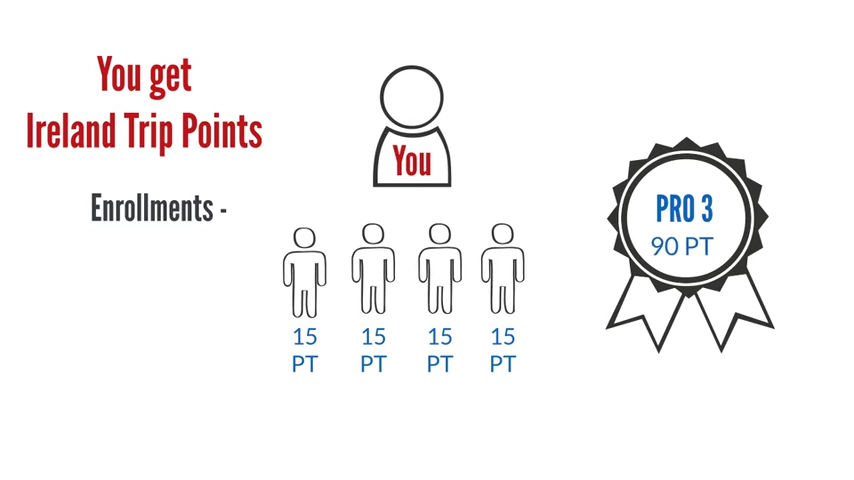 You get
Ireland Trip Points
You
Enrollments -
PRO 3
90 PT
15 15 15 15
PT PT PT PT